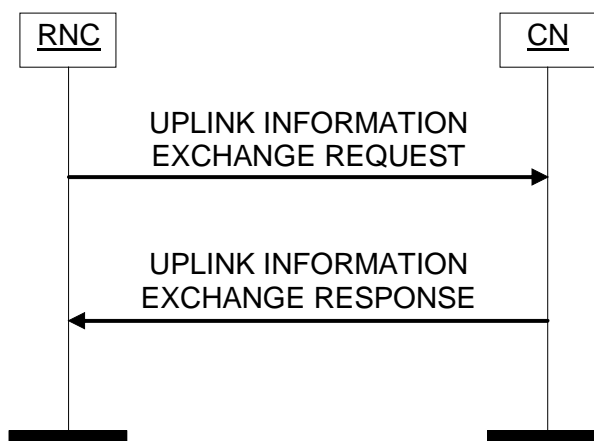 RNC
CN
UPLINK INFORMATION
EXCHANGE REQUEST
UPLINK INFORMATION
EXCHANGE RESPONSE